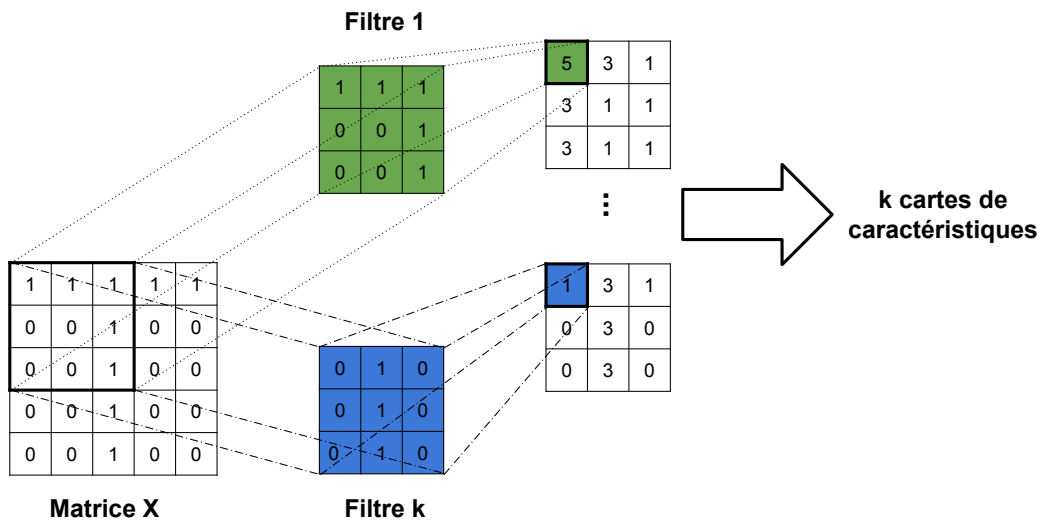 Filtre 1
1 1 1
0 0 1
0 0 1
5 3 1
3 1 1
3 1 1
⋮
k cartes de
caractéristiques
1 1 1 1 1
0 0 1 0 0
0 0 1 0 0
0 0 1 0 0
0 0 1 0 0
Matrice X
0 1 0
0 1 0
0 1 0
Filtre k
1 3 1
0 3 0
0 3 0